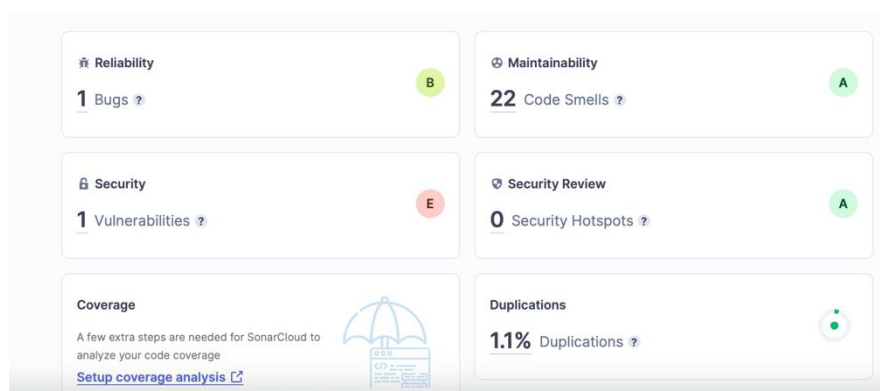 Reliability
B
1 Bugs ?
Maintainability
A
22 Code Smells ?
Security
E
1 Vulnerabilities ?
Security Review
A
0 Security Hotspots ?
Coverage
A few extra steps are needed for SonarCloud to
analyze your code coverage
Setup coverage analysis
Duplications
1.1% Duplications ?